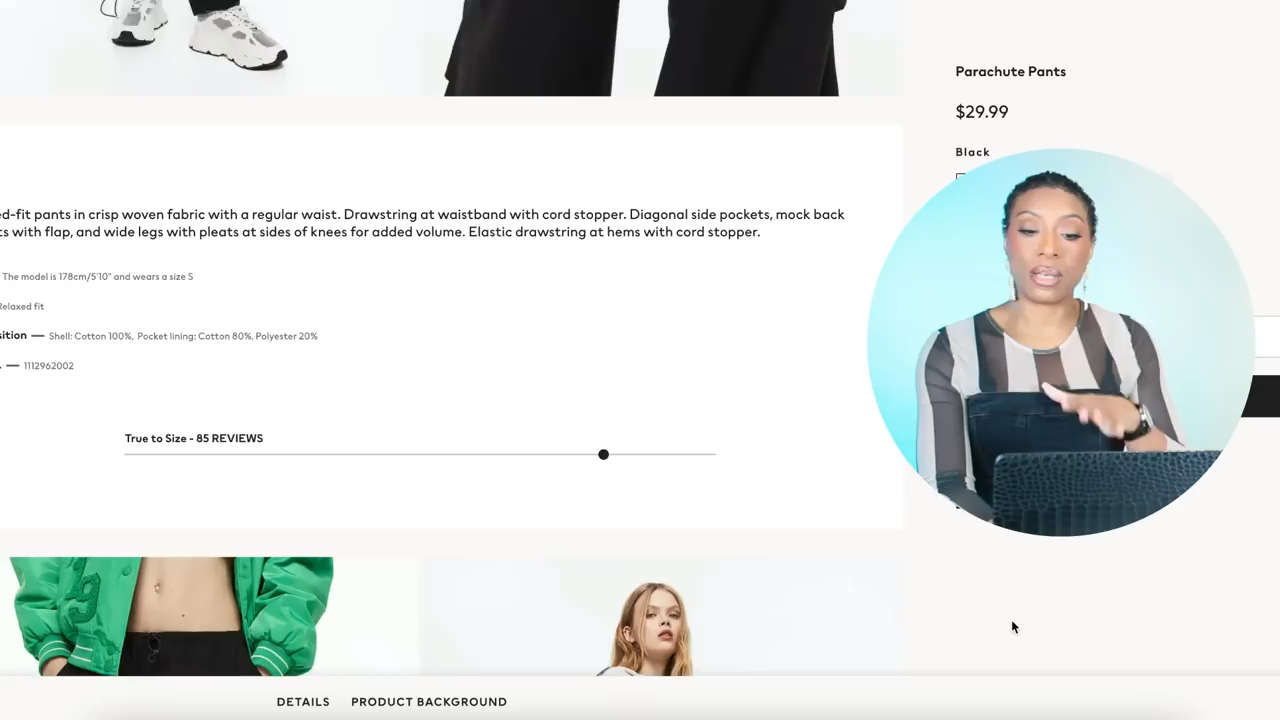 Parachute Pants
$29.99
Black
ed-fit pants in crisp woven fabric with a regular waist. Drawstring at waistband with cord stopper. Diagonal side pockets, mock back
ts with flap, and wide legs with pleats at sides of knees for added volume. Elastic drawstring at hems with cord stopper.
The model is 178cm/5'10" and wears a size S
Relaxed fit
sition — Shell: Cotton 100%, Pocket lining: Cotton 80%, Polyester 20%
. — 1112962002
True to Size - 85 REVIEWS
DETAILS PRODUCT BACKGROUND